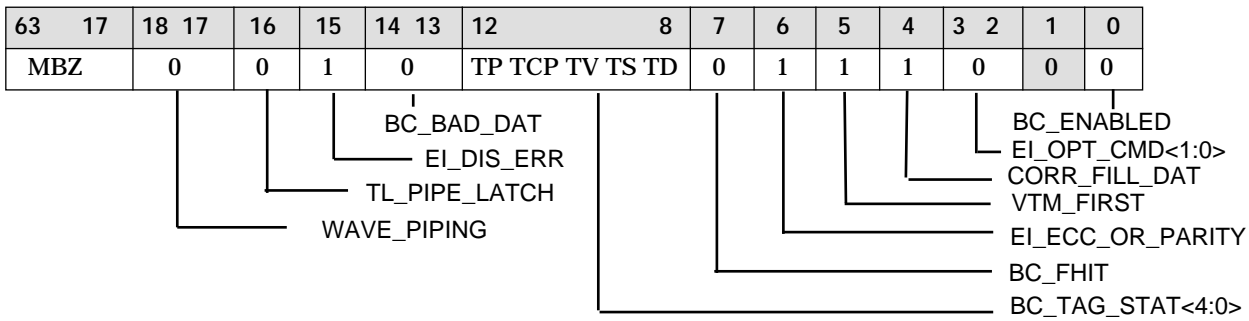 63 17 18 17 16 15 14 13 12 8 7 6 5 4 3 2 1 0
MBZ 0 0 1 0 TP TCP TV TS TD 0 1 1 1 0 0 0
BC_BAD_DAT
BC_ENABLED
EI_DIS_ERR
EI_OPT_CMD<1:0>
TL_PIPE_LATCH
CORR_FILL_DAT
WAVE_PIPING
VTM_FIRST
EI_ECC_OR_PARITY
BC_FHIT
BC_TAG_STAT<4:0>